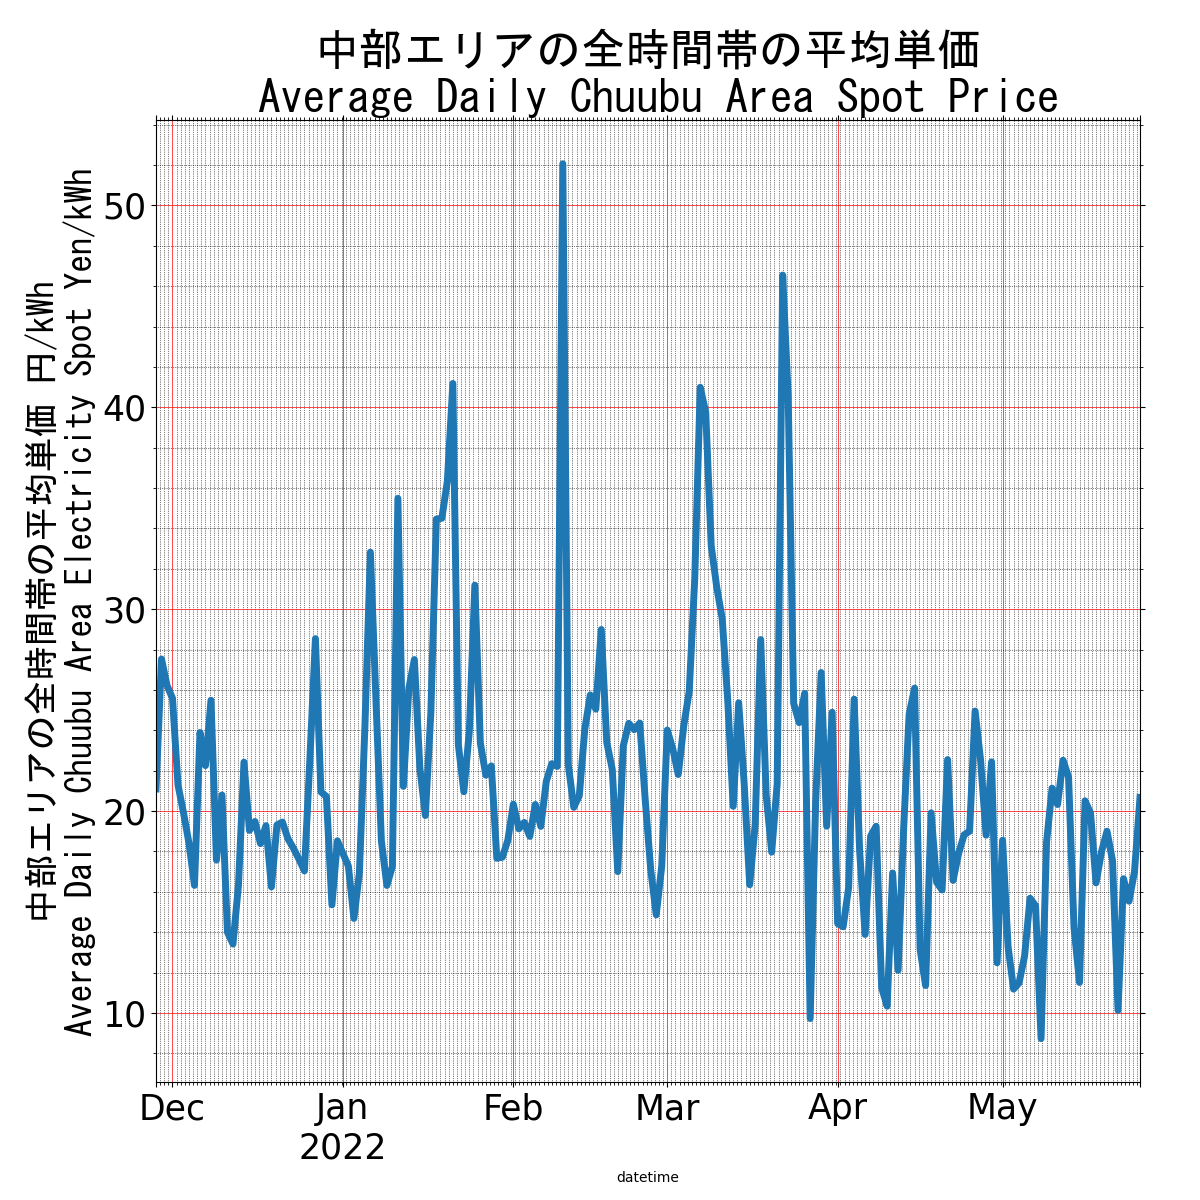 中部エリアの全時間帯の平均単価
Average Daily Chuubu Area Spot Price
中部エリアの全時間帯の平均単価 円/kWh
Average Daily Chuubu Area Electricity Spot Yen/kWh
50
40
30
20
10
Dec
Jan
2022
Feb
Mar
Apr
May
datetime